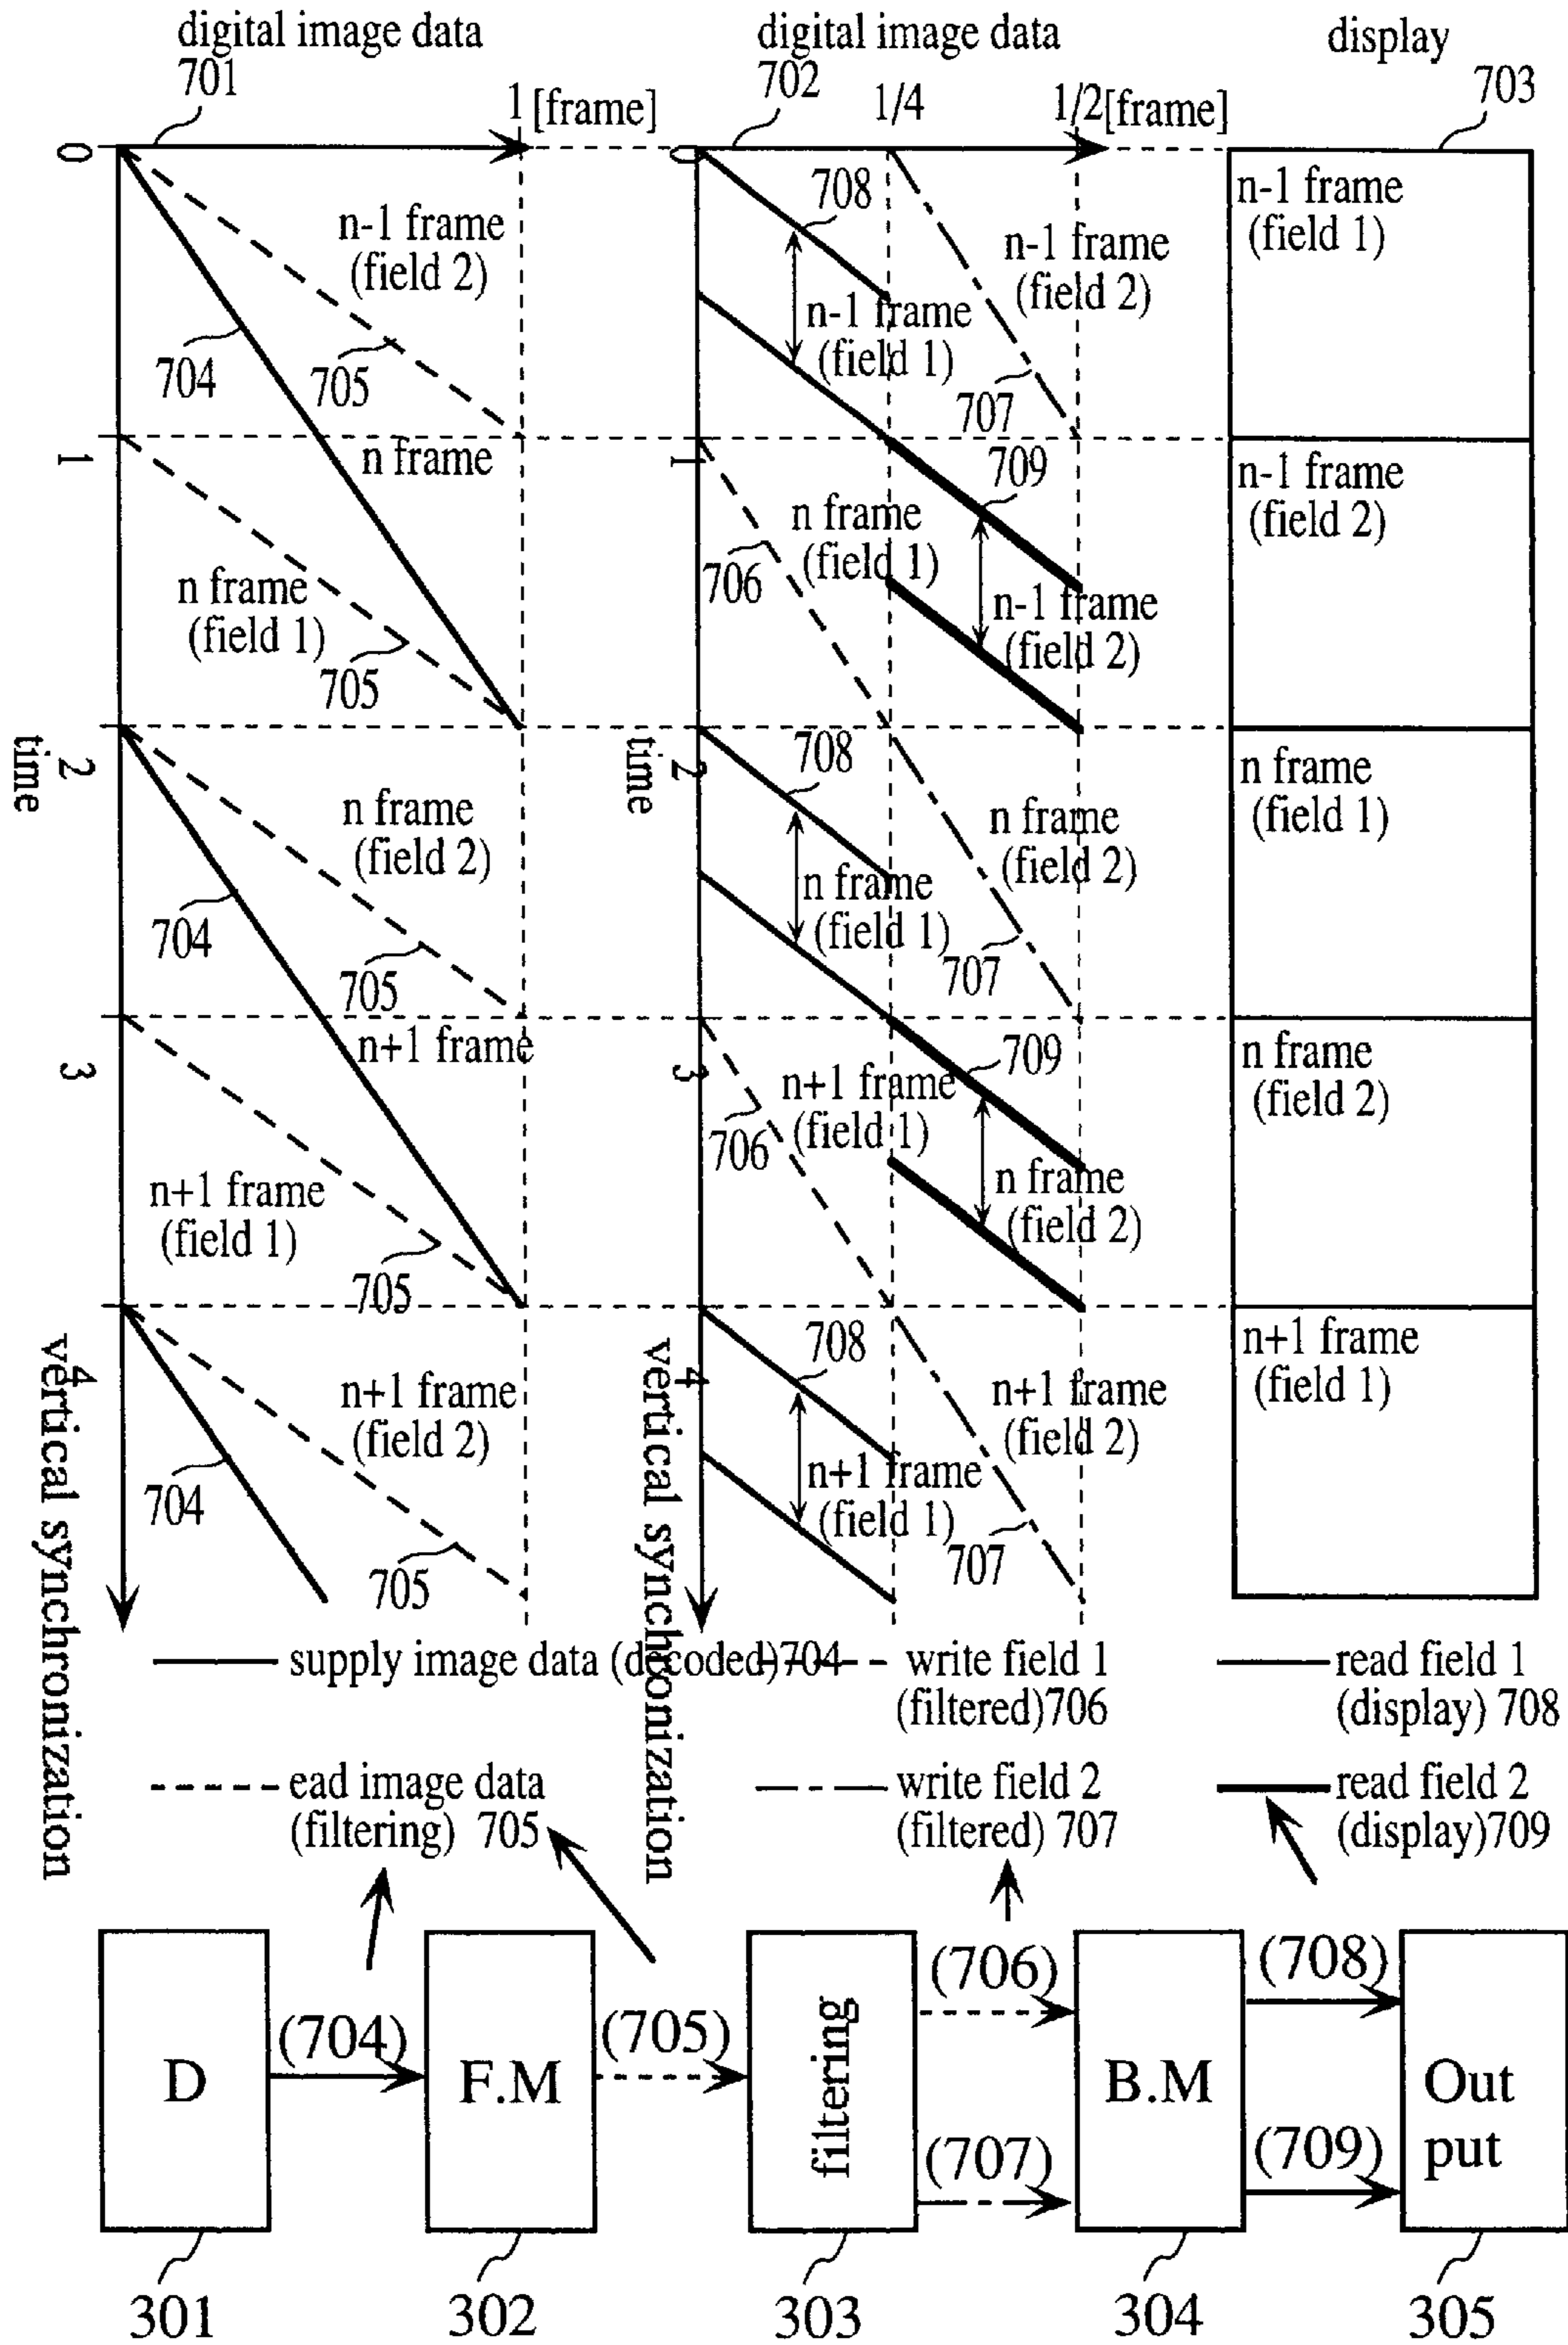 digital image data
701
1 [frame]
digital image data
702
1/4
1/2 [frame]
display
703
0
0
n-1 frame
(field 2)
704
705
708
n-1 frame
(field 1)
n-1 frame
(field 2)
707
n-1 frame
(field 1)
1
n frame
n frame
(field 1)
705
1
709
n frame
(field 1)
706
n-1 frame
(field 2)
n-1 frame
(field 2)
2
time
n frame
(field 2)
704
705
2
time
708
n frame
(field 1)
n frame
(field 2)
707
n frame
(field 1)
3
n+1 frame
n+1 frame
(field 1)
705
3
709
n+1 frame
(field 1)
706
n frame
(field 2)
n frame
(field 2)
4
vertical synchronization
n+1 frame
(field 2)
704
705
4
vertical synchronization
708
n+1 frame
(field 1)
n+1 frame
(field 2)
707
n+1 frame
(field 1)
supply image data (decoded)704
write field 1
(filtered)706
read field 1
(display) 708
ead image data
(filtering) 705
write field 2
(filtered) 707
read field 2
(display)709
D
(704)
F.M
(705)
filtering
(706)
(707)
B.M
(708)
(709)
Out
put
301
302
303
304
305